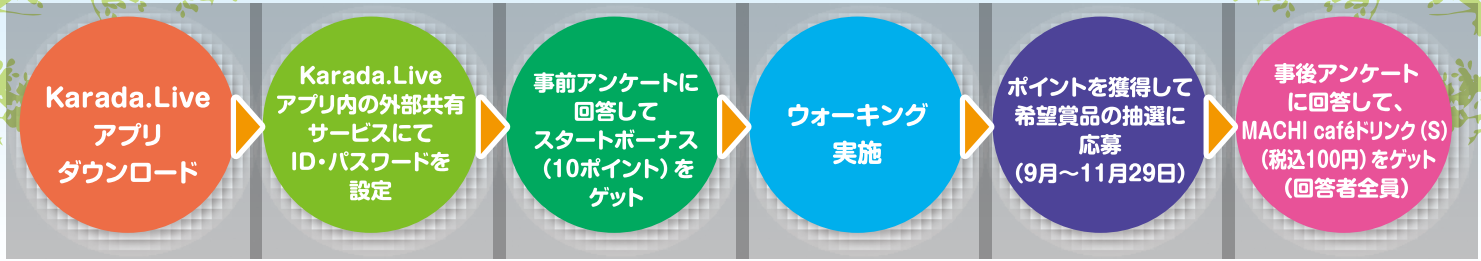 Karada.Live
アプリ
ダウンロード
Karada.Live
アプリ内の外部共有
サービスにて
ID・パスワードを
設定
事前アンケートに
回答して
スタートボーナス
（10ポイント）を
ゲット
ウォーキング
実施
ポイントを獲得して
希望賞品の抽選に
応募
（9月～11月29日）
事後アンケート
に回答して、
MACHI caféドリンク（S）
（税込100円）をゲット
（回答者全員）